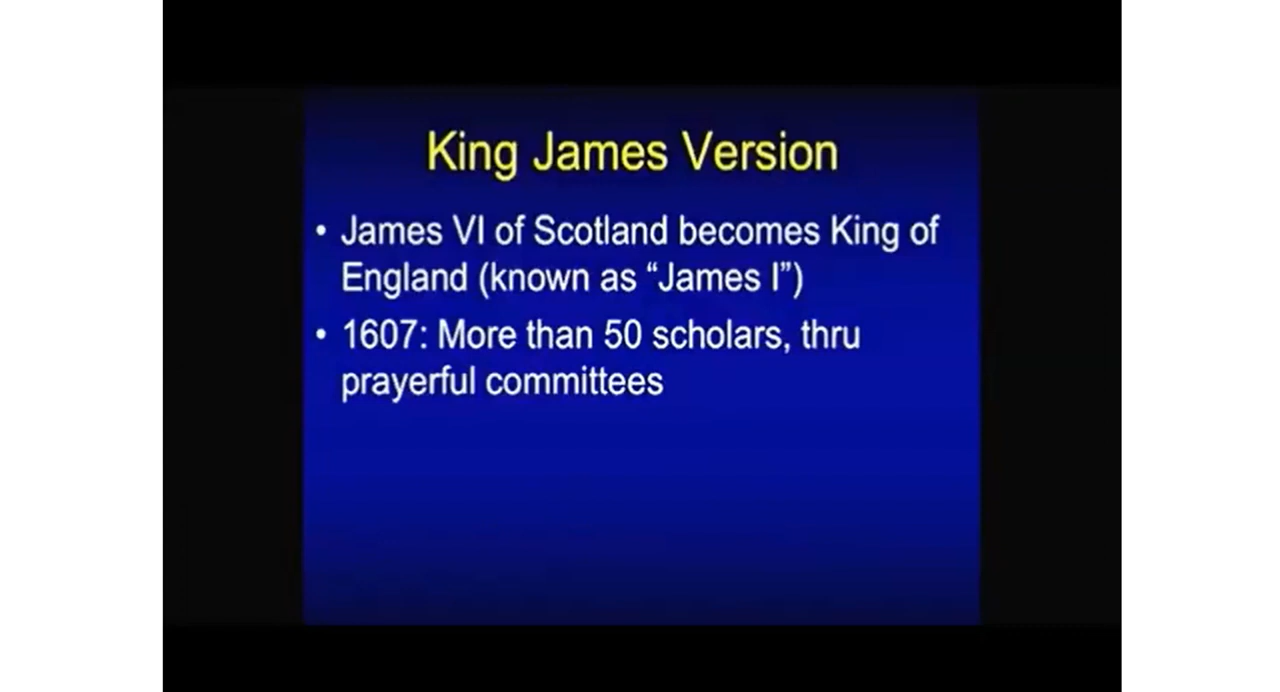 King James Version
• James VI of Scotland becomes King of
England (known as “James I”)
• 1607: More than 50 scholars, thru
prayerful committees